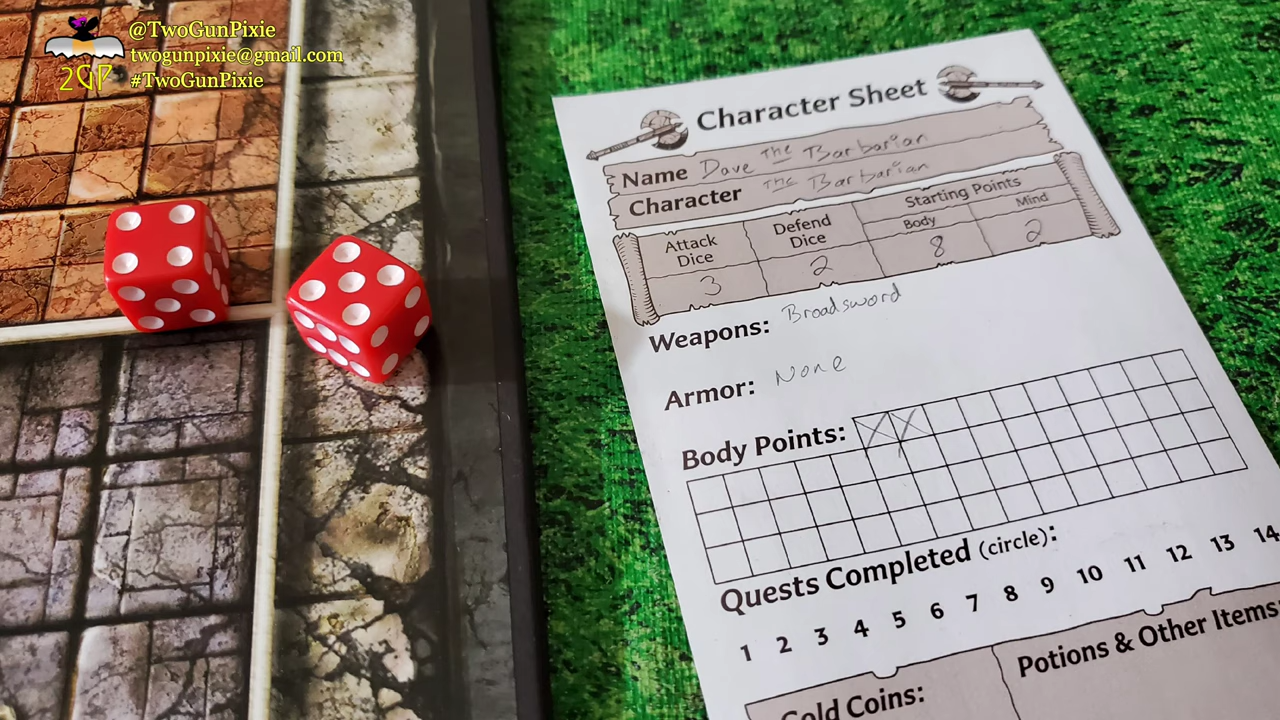 @TwoGunPixie
twogunpixie@gmail.com
2GP #TwoGunPixie
Character Sheet
Name Dave the Barbarian
Character the Barbarian
Attack Dice Defend Dice Starting Points
Body Mind
3 2 8 2
Weapons: Broadsword
Armor: None
Body Points:
Quests Completed (circle):
1 2 3 4 5 6 7 8 9 10 11 12 13 14
Gold Coins: Potions & Other Items: